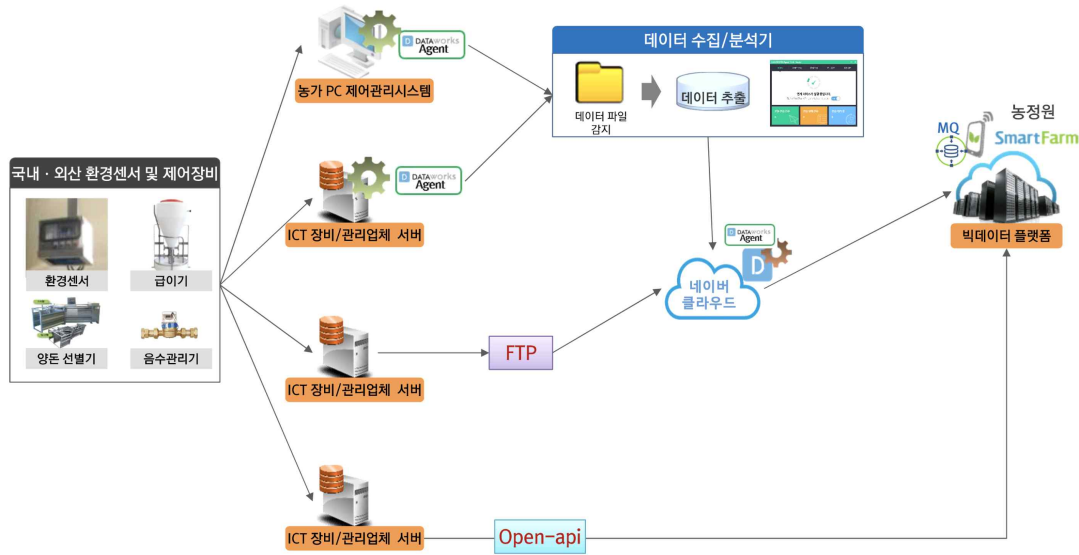 국내 · 외산 환경센서 및 제어장비
환경센서
급이기
양돈 선별기
음수관리기
D DATAworks
Agent
농가 PC 제어관리시스템
D DATAworks
Agent
ICT 장비/관리업체 서버
ICT 장비/관리업체 서버
ICT 장비/관리업체 서버
데이터 수집/분석기
데이터 파일
감지
데이터 추출
D DATAworks
Agent
D
네이버
클라우드
FTP
Open-api
농정원
MQ
SmartFarm
빅데이터 플랫폼